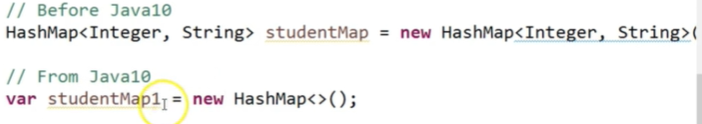 // Before Java10
HashMap<Integer, String> studentMap = new HashMap<Integer, String>(
// From Java10
var studentMap1 = new HashMap<>();